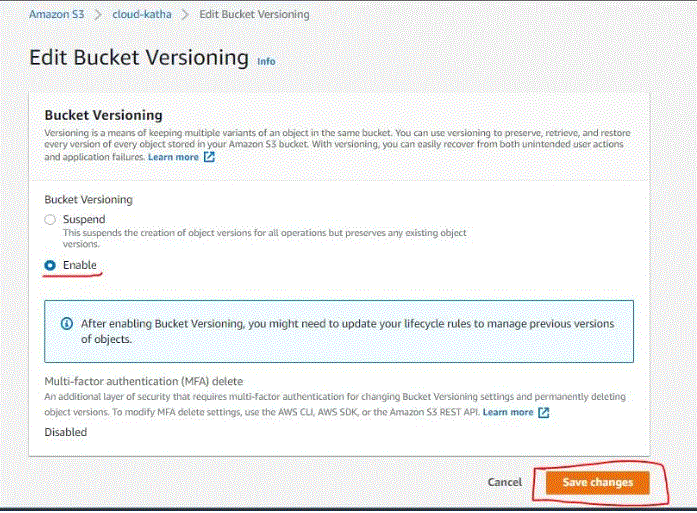 Amazon S3 > cloud-katha > Edit Bucket Versioning
Edit Bucket Versioning Info
Bucket Versioning
Versioning is a means of keeping multiple variants of an object in the same bucket. You can use versioning to preserve, retrieve, and restore
every version of every object stored in your Amazon S3 bucket. With versioning, you can easily recover from both unintended user actions
and application failures. Learn more
Bucket Versioning
Suspend
This suspends the creation of object versions for all operations but preserves any existing object
versions.
Enable
After enabling Bucket Versioning, you might need to update your lifecycle rules to manage previous versions
of objects.
Multi-factor authentication (MFA) delete
An additional layer of security that requires multi-factor authentication for changing Bucket Versioning settings and permanently deleting
object versions. To modify MFA delete settings, use the AWS CLI, AWS SDK, or the Amazon S3 REST API. Learn more
Disabled
Cancel Save changes